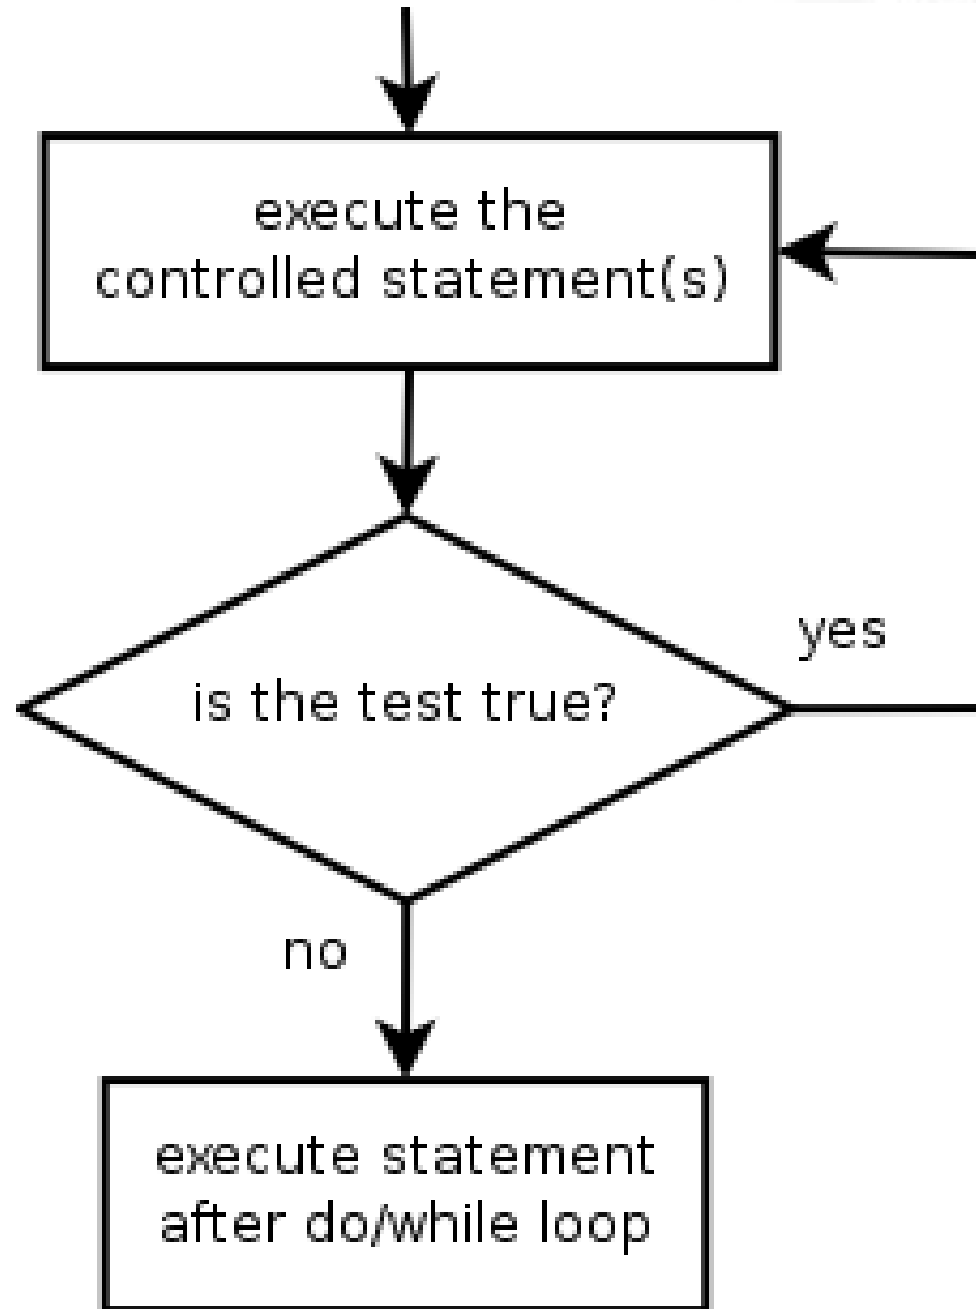 execute the
controlled statement(s)
is the test true?
yes
no
execute statement
after do/while loop